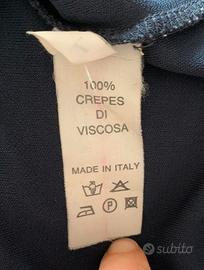 100%
CREPES
DI
VISCOSA
MADE IN ITALY
P
subito